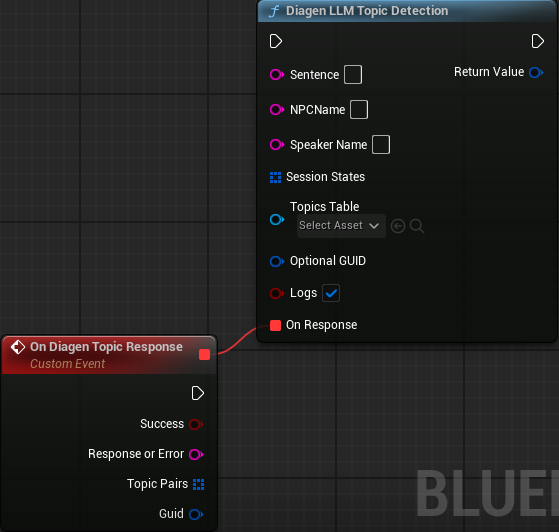 Diagen LLM Topic Detection
Sentence
Return Value
NPCName
Speaker Name
Session States
Topics Table
Select Asset
Optional GUID
Logs
On Response
On Diagen Topic Response
Custom Event
Success
Response or Error
Topic Pairs
Guid